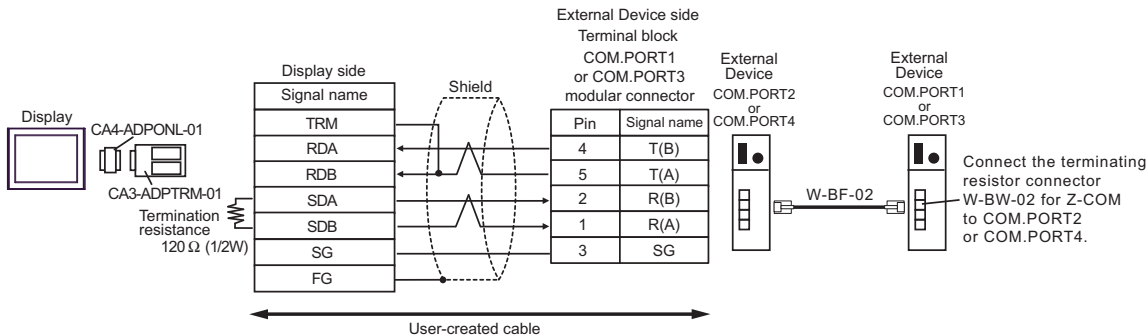 External Device side
Terminal block
COM.PORT1
or COM.PORT3
modular connector
Display side
Signal name
Shield
External
Device
COM.PORT2
or
COM.PORT4
External
Device
COM.PORT1
or
COM.PORT3
Display
CA4-ADPONL-01
CA3-ADPTRM-01
Termination
resistance
120 Ω (1/2W)
TRM
RDA
RDB
SDA
SDB
SG
FG
Pin Signal name
4 T(B)
5 T(A)
2 R(B)
1 R(A)
3 SG
W-BF-02
Connect the terminating
resistor connector
W-BW-02 for Z-COM
to COM.PORT2
or COM.PORT4.
User-created cable